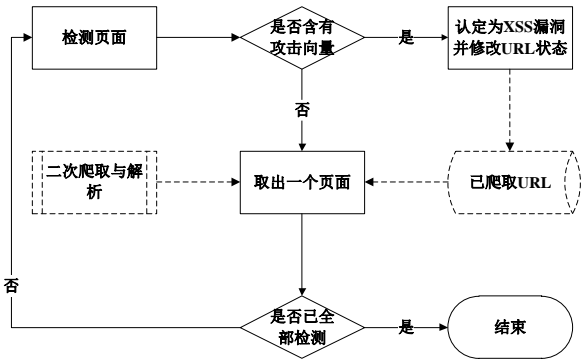 检测页面
是否含有
攻击向量
是
认定为XSS漏洞
并修改URL状态
否
二次爬取与解
析
取出一个页面
已爬取URL
否
是否已全
部检测
是
结束